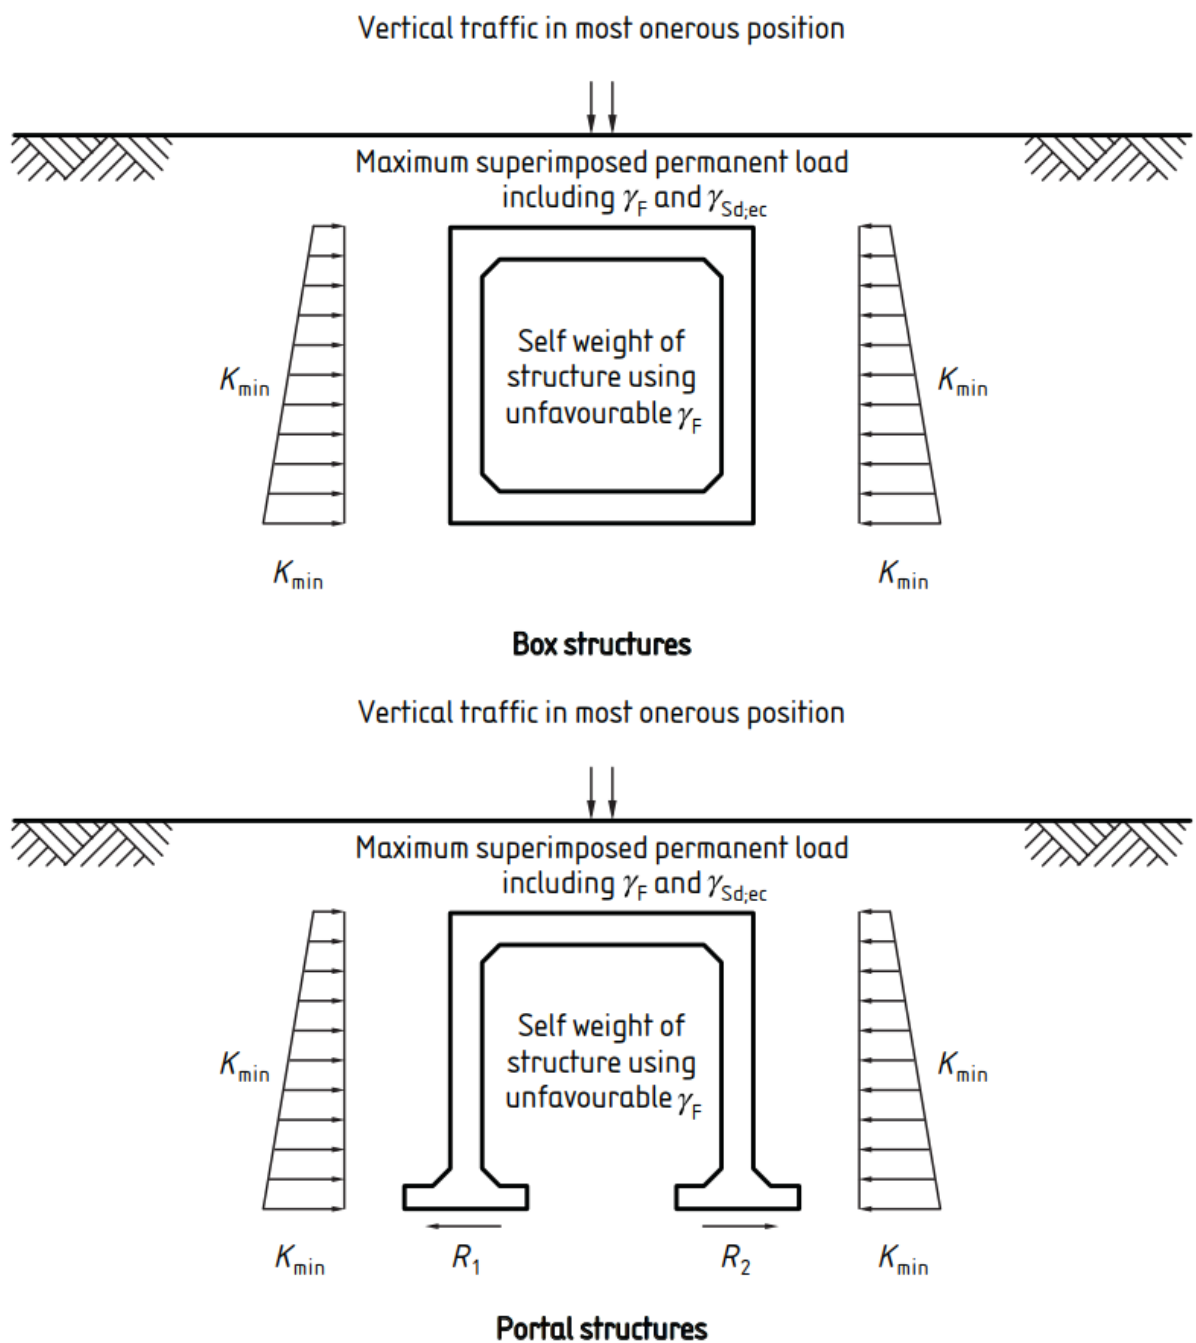 Vertical traffic in most onerous position
Maximum superimposed permanent load
including γF and γSd;ec
Self weight of
structure using
unfavourable γF
Kmin
Kmin
Kmin
Kmin
Box structures
Vertical traffic in most onerous position
Maximum superimposed permanent load
including γF and γSd;ec
Self weight of
structure using
unfavourable γF
Kmin
Kmin
Kmin
R1
R2
Kmin
Portal structures